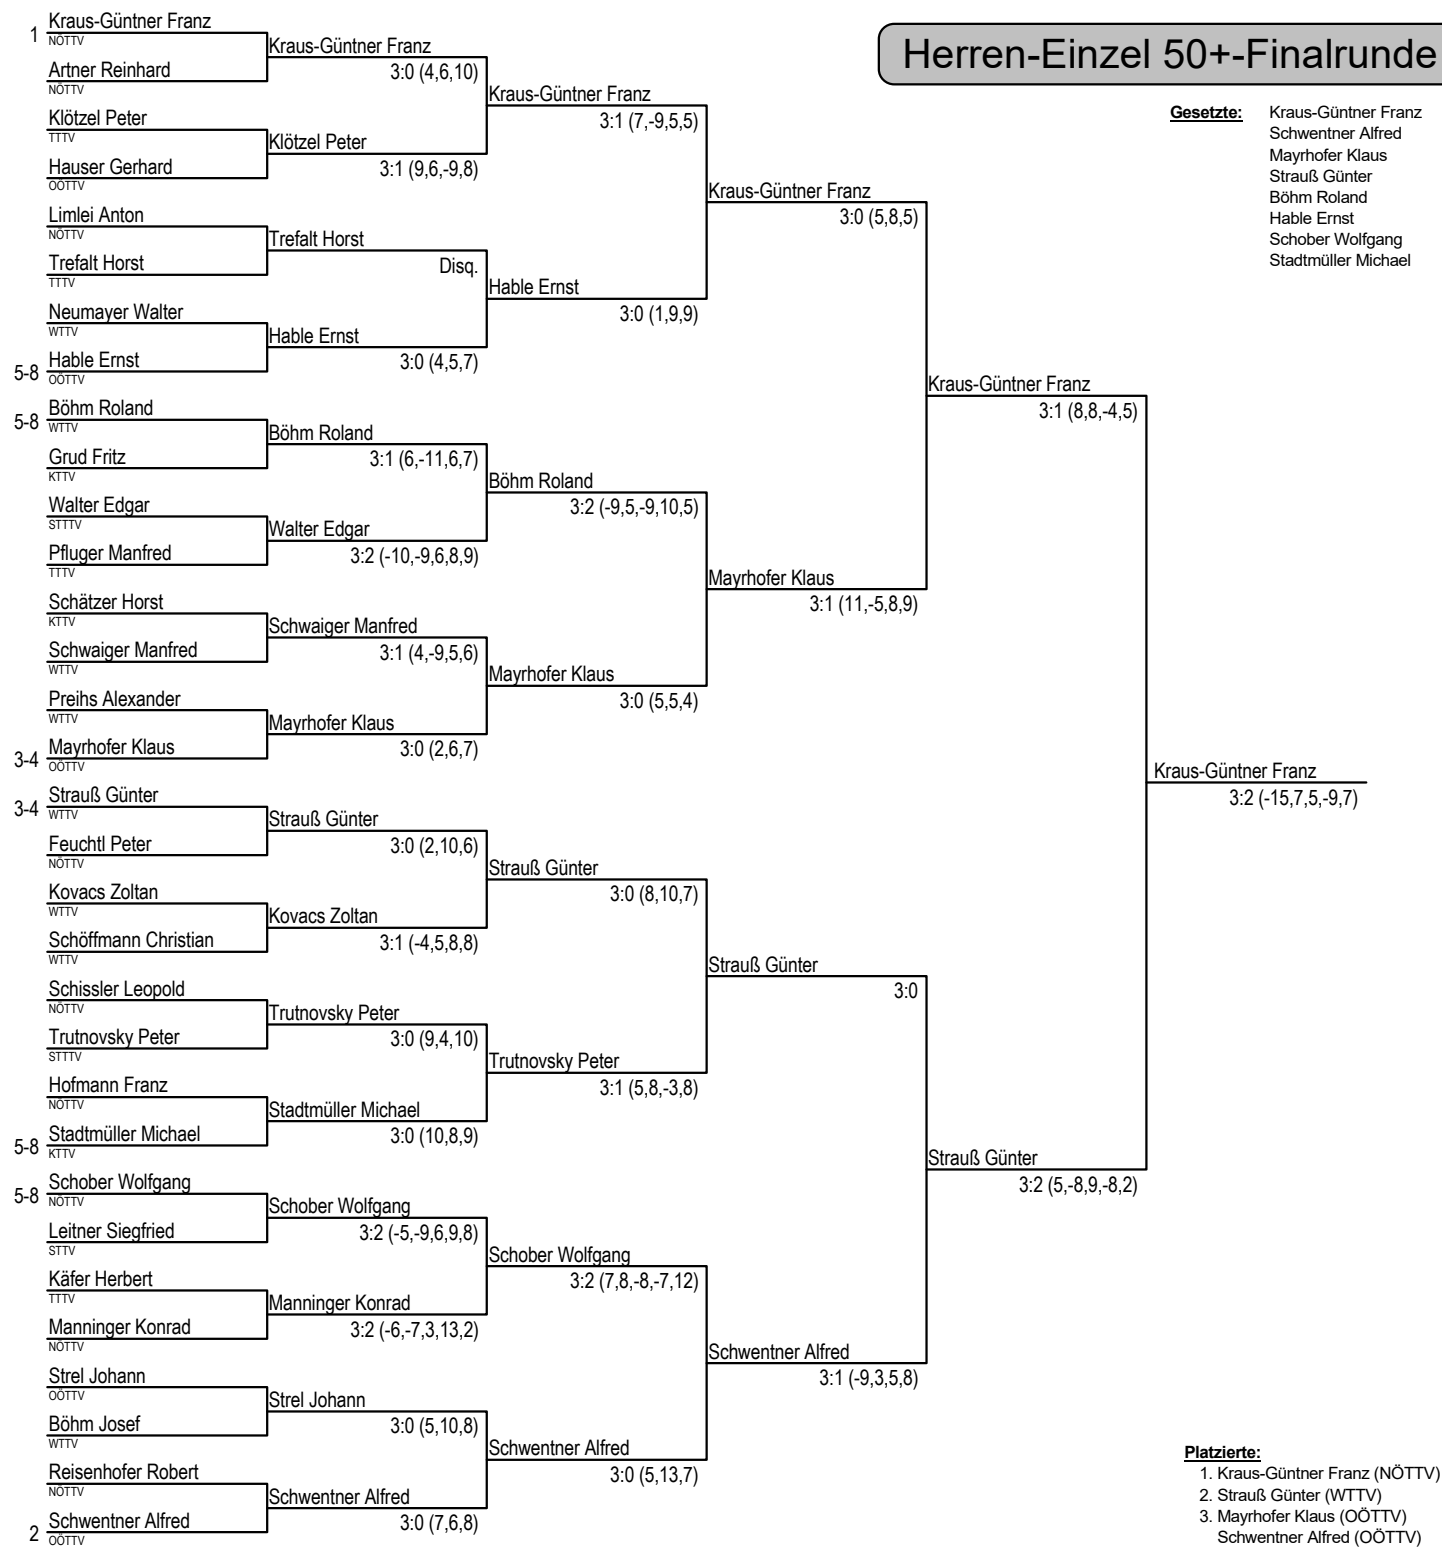 Herren-Einzel 50+-Finalrunde
Gesetzte: Kraus-Güntner Franz
Schwentner Alfred
Mayrhofer Klaus
Strauß Günter
Böhm Roland
Hable Ernst
Schober Wolfgang
Stadtmüller Michael
1 Kraus-Güntner Franz
NÖTTV
Artner Reinhard
NÖTTV
Klötzel Peter
TTTV
Hauser Gerhard
OÖTTV
Limlei Anton
NÖTTV
Trefalt Horst
TTTV
Neumayer Walter
WTTV
5-8 Hable Ernst
OÖTTV
5-8 Böhm Roland
WTTV
Grud Fritz
KTTV
Walter Edgar
STTTV
Pfluger Manfred
TTTV
Schätzer Horst
KTTV
Schwaiger Manfred
WTTV
Preihs Alexander
WTTV
3-4 Mayrhofer Klaus
OÖTTV
3-4 Strauß Günter
WTTV
Feuchtl Peter
NÖTTV
Kovacs Zoltan
WTTV
Schöffmann Christian
WTTV
Schissler Leopold
NÖTTV
Trutnovsky Peter
STTTV
Hofmann Franz
NÖTTV
5-8 Stadtmüller Michael
KTTV
5-8 Schober Wolfgang
NÖTTV
Leitner Siegfried
STTV
Käfer Herbert
TTTV
Manninger Konrad
NÖTTV
Strel Johann
OÖTTV
Böhm Josef
WTTV
Reisenhofer Robert
NÖTTV
2 Schwentner Alfred
OÖTTV
Kraus-Güntner Franz
3:0 (4,6,10)
Klötzel Peter
3:1 (9,6,-9,8)
Trefalt Horst
Disq.
Hable Ernst
3:0 (4,5,7)
Böhm Roland
3:1 (6,-11,6,7)
Walter Edgar
3:2 (-10,-9,6,8,9)
Schwaiger Manfred
3:1 (4,-9,5,6)
Mayrhofer Klaus
3:0 (2,6,7)
Strauß Günter
3:0 (2,10,6)
Kovacs Zoltan
3:1 (-4,5,8,8)
Trutnovsky Peter
3:0 (9,4,10)
Stadtmüller Michael
3:0 (10,8,9)
Schober Wolfgang
3:2 (-5,-9,6,9,8)
Manninger Konrad
3:2 (-6,-7,3,13,2)
Strel Johann
3:0 (5,10,8)
Schwentner Alfred
3:0 (7,6,8)
Kraus-Güntner Franz
3:1 (7,-9,5,5)
Hable Ernst
3:0 (1,9,9)
Böhm Roland
3:2 (-9,5,-9,10,5)
Mayrhofer Klaus
3:0 (5,5,4)
Strauß Günter
3:0 (8,10,7)
Trutnovsky Peter
3:1 (5,8,-3,8)
Schober Wolfgang
3:2 (7,8,-8,-7,12)
Schwentner Alfred
3:0 (5,13,7)
Kraus-Güntner Franz
3:0 (5,8,5)
Mayrhofer Klaus
3:1 (11,-5,8,9)
Strauß Günter
3:0
Schwentner Alfred
3:1 (-9,3,5,8)
Kraus-Güntner Franz
3:1 (8,8,-4,5)
Strauß Günter
3:2 (5,-8,9,-8,2)
Kraus-Güntner Franz
3:2 (-15,7,5,-9,7)
Platzierte:
1. Kraus-Güntner Franz (NÖTTV)
2. Strauß Günter (WTTV)
3. Mayrhofer Klaus (OÖTTV)
Schwentner Alfred (OÖTTV)